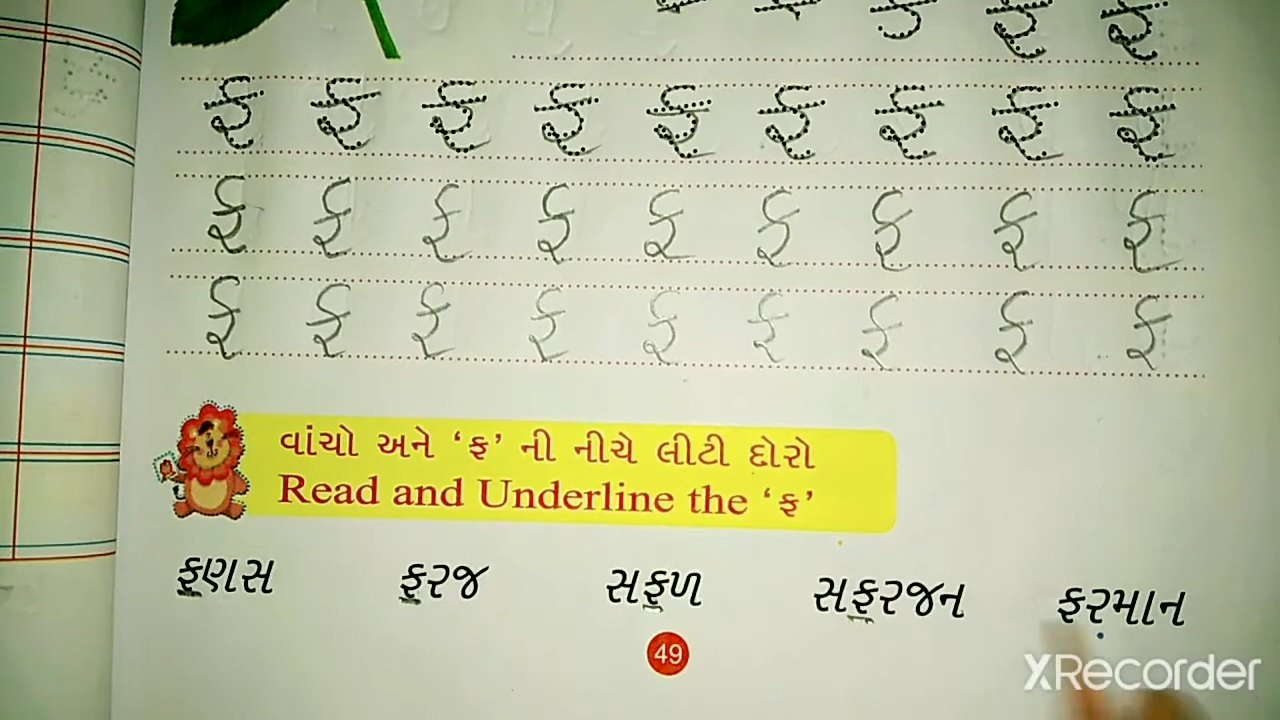 ફ ફ ફ
ફ ફ ફ ફ ફ ફ ફ ફ ફ
ફ ફ ફ ફ ફ ફ ફ ફ ફ
ફ ફ ફ ફ ફ ફ ફ ફ ફ
વાંચો અને ‘ફ’ ની નીચે લીટી દોરો
Read and Underline the ‘ફ’
ફણસ ફરજ સફળ સફરજન ફરમાન
49
XRecorder